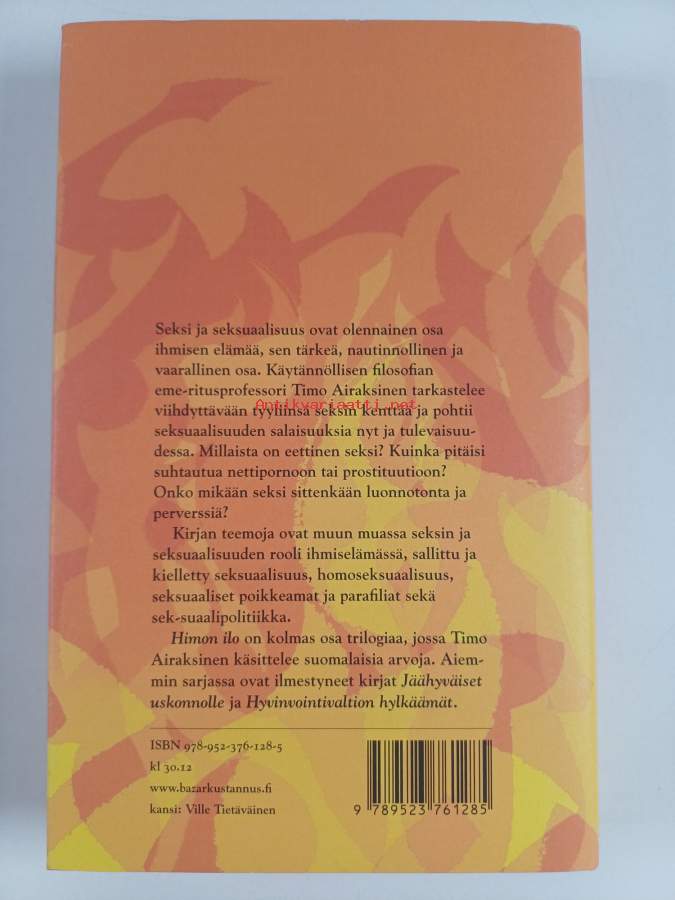 Seksi ja seksuaalisuus ovat olennainen osa
ihmisen elämää, sen tärkeä, nautinnollinen ja
vaarallinen osa. Käytännöllisen filosofian
eme-ritusprofessori Timo Airaksinen tarkastelee
viihdyttävään tyyliinsä seksin kenttää ja pohtii
Antikvariaatti.net
seksuaalisuuden salaisuuksia nyt ja tulevaisuu-
dessa. Millaista on eettinen seksi? Kuinka pitäisi
suhtautua nettipornoon tai prostituutioon?
Onko mikään seksi sittenkään luonnotonta ja
perverssiä?
Kirjan teemoja ovat muun muassa seksin ja
seksuaalisuuden rooli ihmiselämässä, sallittu ja
kielletty seksuaalisuus, homoseksuaalisuus,
seksuaaliset poikkeamat ja parafiliat sekä
sek-suaalipolitiikka.
Himon ilo on kolmas osa trilogiaa, jossa Timo
Airaksinen käsittelee suomalaisia arvoja. Aiem-
min sarjassa ovat ilmestyneet kirjat Jäähyväiset
uskonnolle ja Hyvinvointivaltion hylkäämät.
ISBN 978-952-376-128-5
kl 30.12
www.bazarkustannus.fi
kansi: Ville Tietäväinen
9 789523 761285